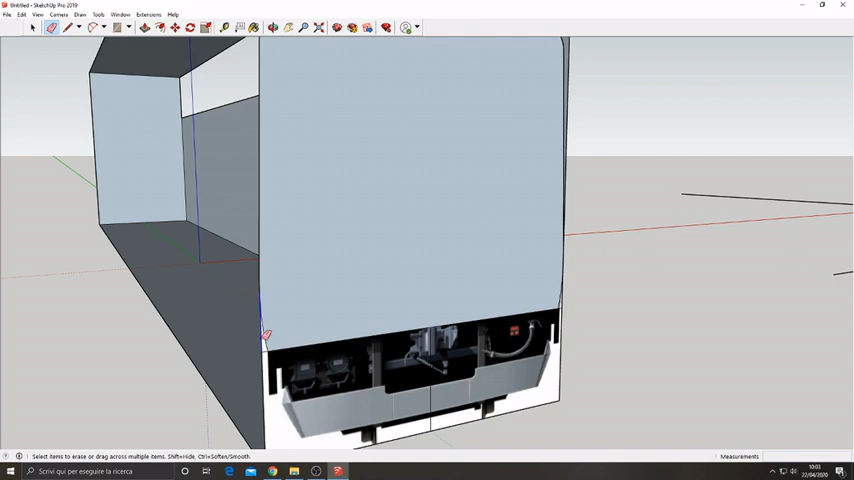 Untitled - SketchUp Pro 2019
File Edit View Camera Draw Tools Window Extensions Help
Select items to erase or drag across multiple items. Shift=Hide, Ctrl=Soften/Smooth.
Measurements
Scrivi qui per eseguire la ricerca
10:03
22/04/2020